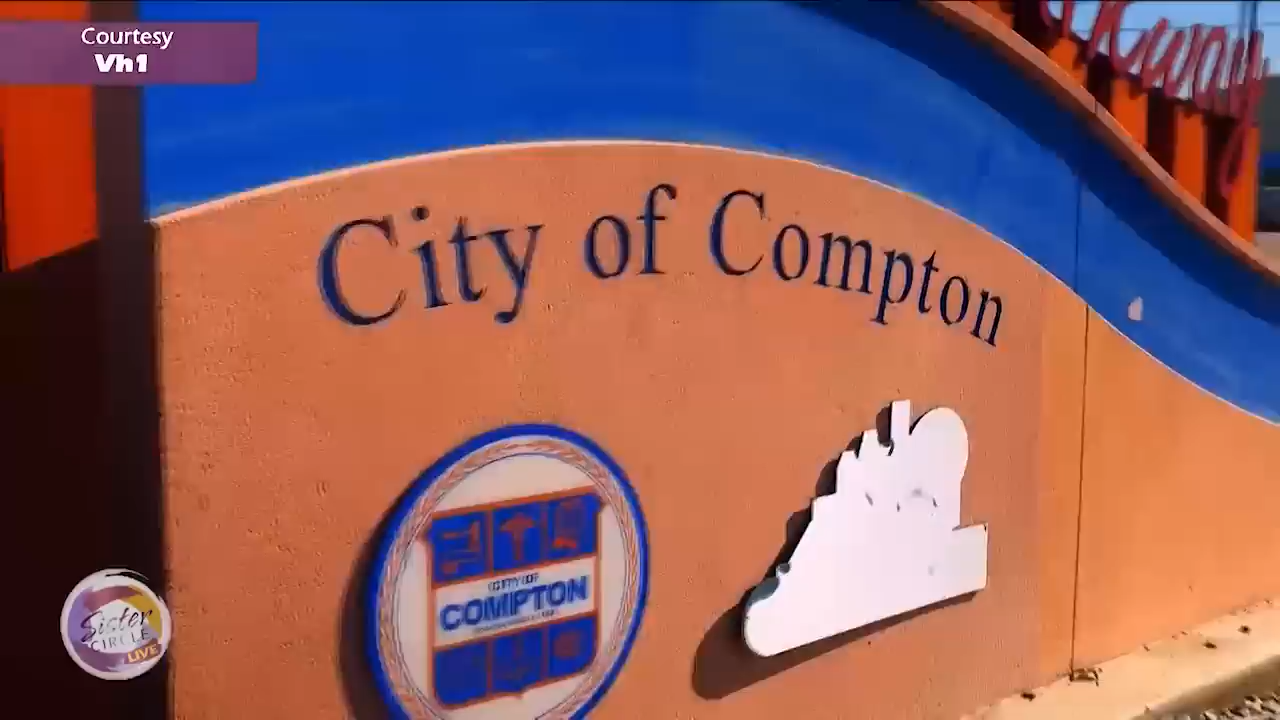 Courtesy
Vh1
City of Compton
CITY OF
COMPTON
Sister
CIRCLE
LIVE